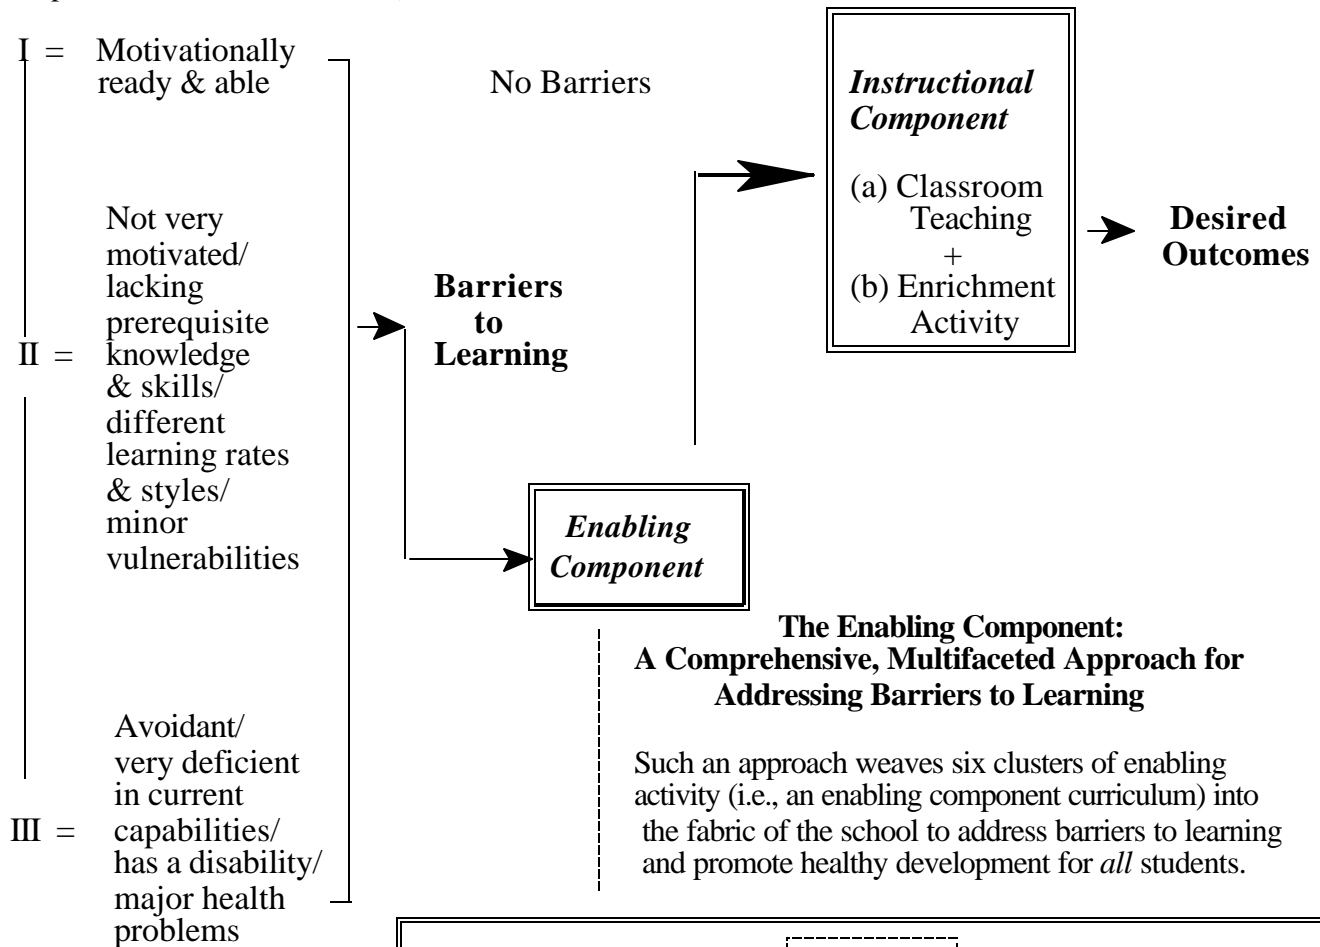 I = Motivationally
ready & able
No Barriers
Instructional
Component
(a) Classroom
Teaching
+
(b) Enrichment
Activity
Desired
Outcomes
Barriers
to
Learning
Not very
motivated/
lacking
prerequisite
II = knowledge
& skills/
different
learning rates
& styles/
minor
vulnerabilities
Enabling
Component
The Enabling Component:
A Comprehensive, Multifaceted Approach for
Addressing Barriers to Learning
Such an approach weaves six clusters of enabling
activity (i.e., an enabling component curriculum) into
the fabric of the school to address barriers to learning
and promote healthy development for all students.
Avoidant/
very deficient
in current
III = capabilities/
has a disability/
major health
problems